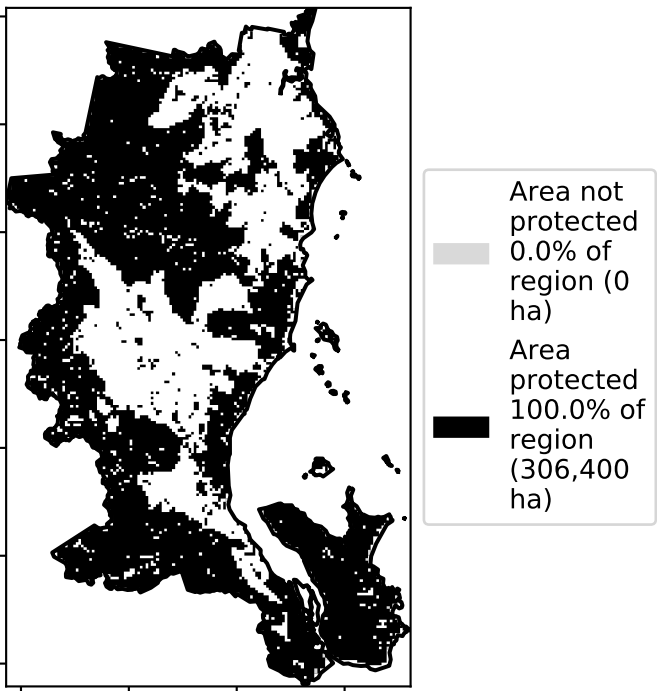 Area not
protected
0.0% of
region (0
ha)
Area
protected
100.0% of
region
(306,400
ha)